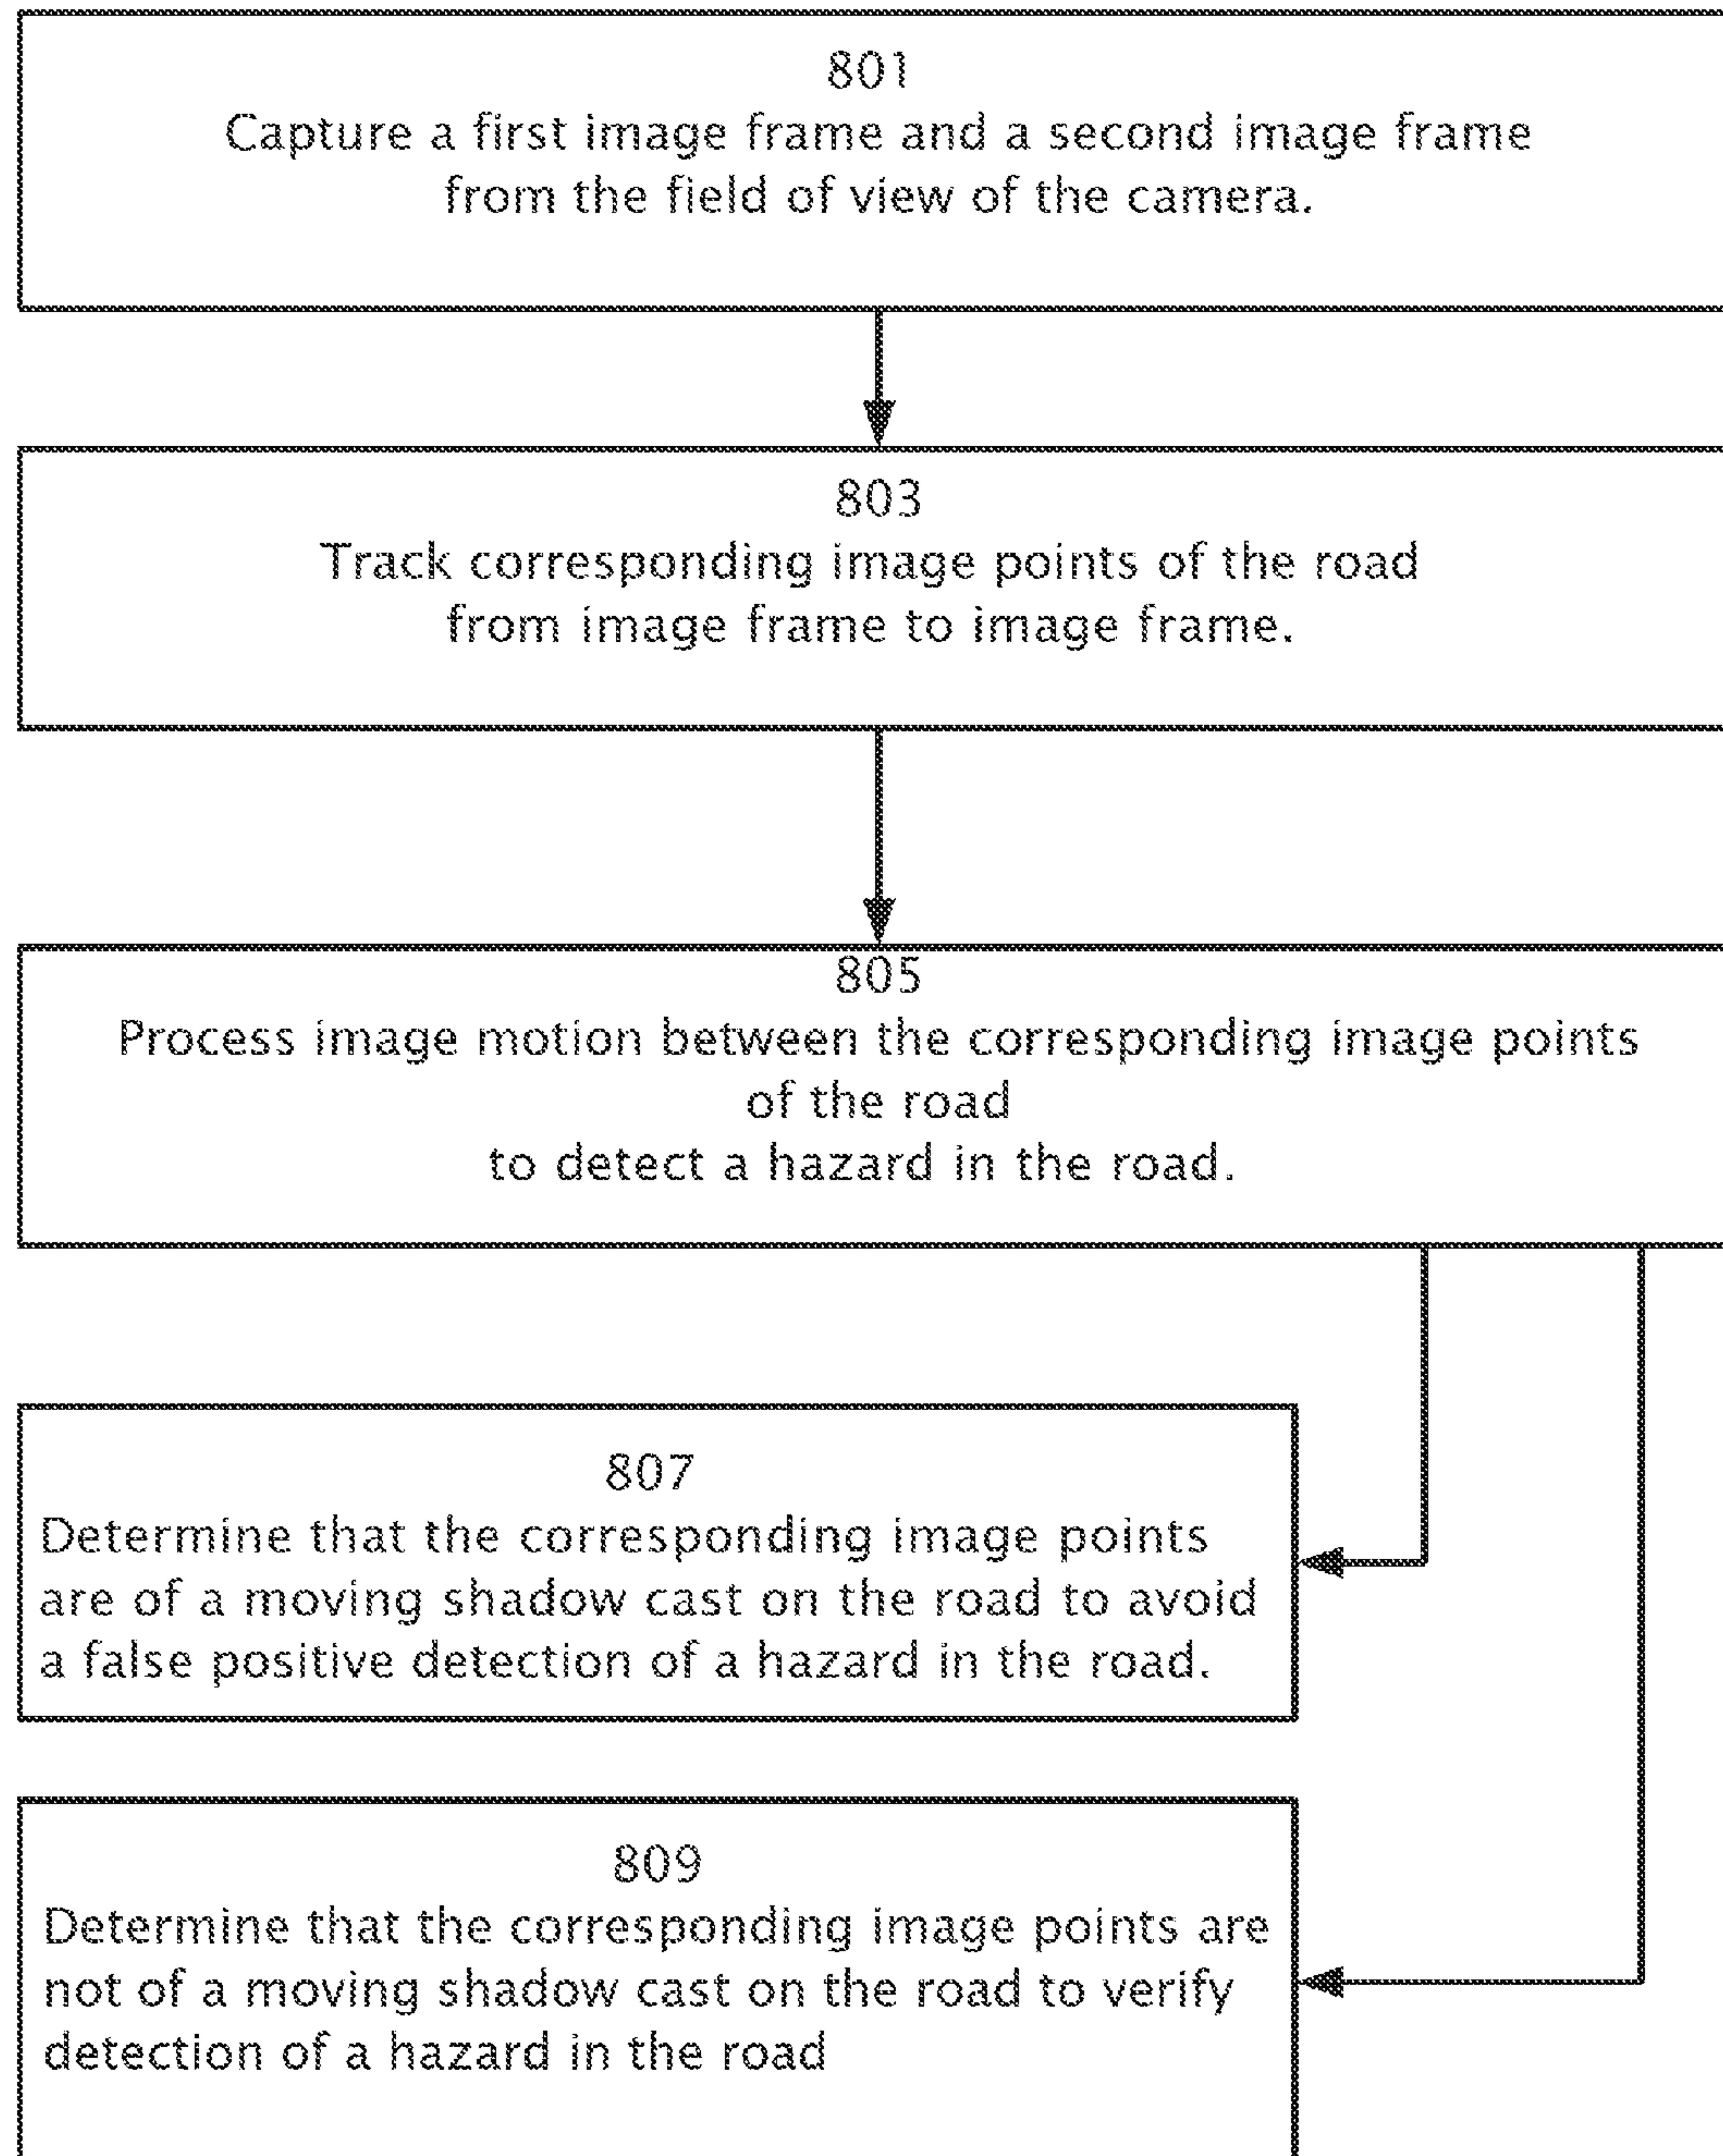 801
Capture a first image frame and a second image frame
from the field of view of the camera.
803
Track corresponding image points of the road
from image frame to image frame.
805
Process image motion between the corresponding image points
of the road
to detect a hazard in the road.
807
Determine that the corresponding image points
are of a moving shadow cast on the road to avoid
a false positive detection of a hazard in the road.
809
Determine that the corresponding image points are
not of a moving shadow cast on the road to verify
detection of a hazard in the road